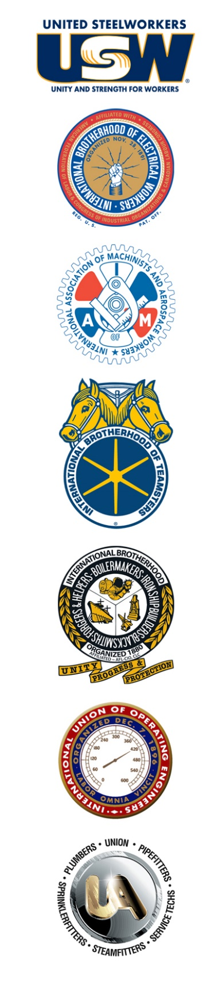 UNITED STEELWORKERS
USW
®
UNITY AND STRENGTH FOR WORKERS
• AFFILIATED WITH •
AMERICAN FEDERATION OF LABOR & CONGRESS OF INDUSTRIAL ORGANIZATIONS & CANADIAN LABOUR CONGRESS
INTERNATIONAL BROTHERHOOD OF ELECTRICAL WORKERS •
ORGANIZED NOV. 28, 1891
REG. U. S.
PAT. OFF.
INTERNATIONAL ASSOCIATION OF MACHINISTS AND AEROSPACE WORKERS ★
I
A
M
OF
INTERNATIONAL BROTHERHOOD OF TEAMSTERS
®
INTERNATIONAL BROTHERHOOD
BOILERMAKERS·IRON SHIP BUILDERS·BLACKSMITHS·FORGERS & HELPERS·
ORGANIZED 1880
AFFILIATED ~ AFL-CIO, CLC
UNITY
PROGRESS &
PROTECTION
INTERNATIONAL UNION OF OPERATING ENGINEERS
ORGANIZED DEC. 7, 1896
0 60 120 180 240 300 360 420 480 540 600
LABOR OMNIA VINCIT
• UNION • PIPEFITTERS • SERVICE TECHS • STEAMFITTERS • SPRINKLERFITTERS • PLUMBERS
UA